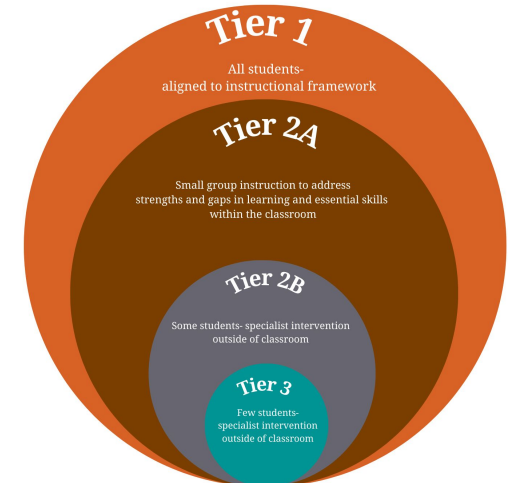 Tier 1
All students-
aligned to instructional framework
Tier 2A
Small group instruction to address
strengths and gaps in learning and essential skills
within the classroom
Tier 2B
Some students- specialist intervention
outside of classroom
Tier 3
Few students-
specialist intervention
outside of classroom